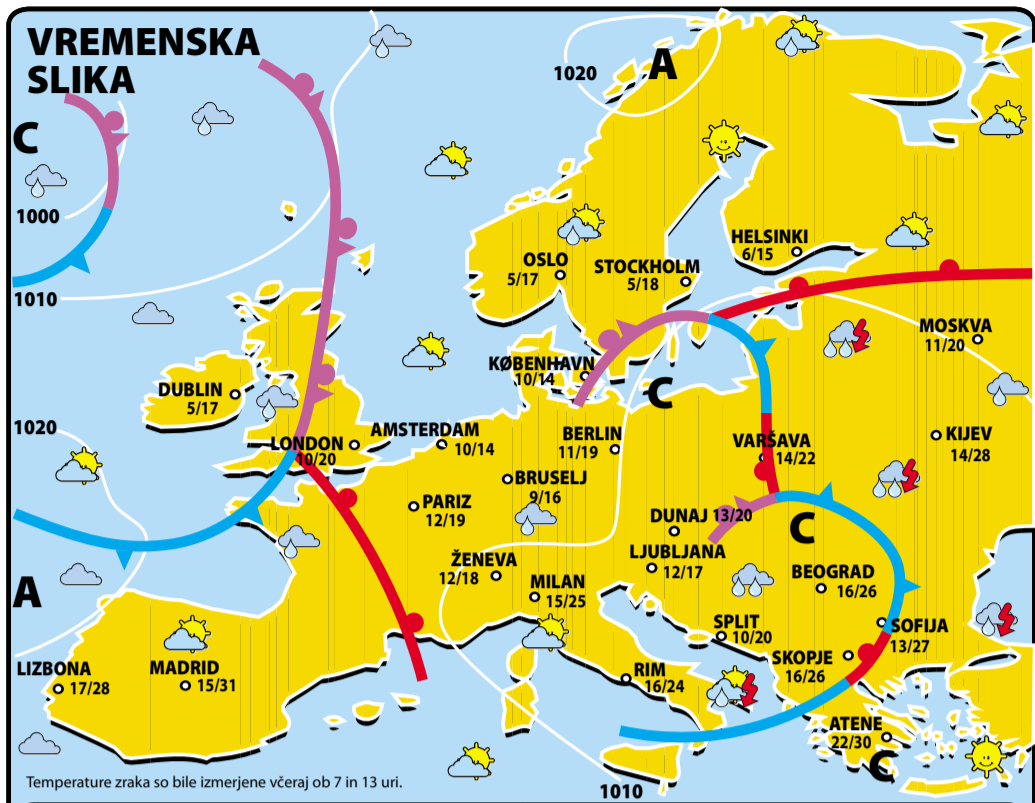 VREMENSKA
SLIKA
A
1020
C
1000
HELSINKI
6/15
OSLO
5/17
STOCKHOLM
5/18
1010
MOSKVA
11/20
KØBENHAVN
10/14
DUBLIN
5/17
C
1020
AMSTERDAM
10/14
LONDON
10/20
BERLIN
11/19
VARŠAVA
14/22
KIJEV
14/28
BRUSELJ
9/16
PARIZ
12/19
DUNAJ 13/20
C
LJUBLJANA
12/17
ŽENEVA
12/18
MILAN
15/25
BEOGRAD
16/26
A
SPLIT
10/20
SOFIJA
13/27
LIZBONA
17/28
MADRID
15/31
RIM
16/24
SKOPJE
16/26
ATENE
22/30
C
Temperature zraka so bile izmerjene včeraj ob 7 in 13 uri.
1010